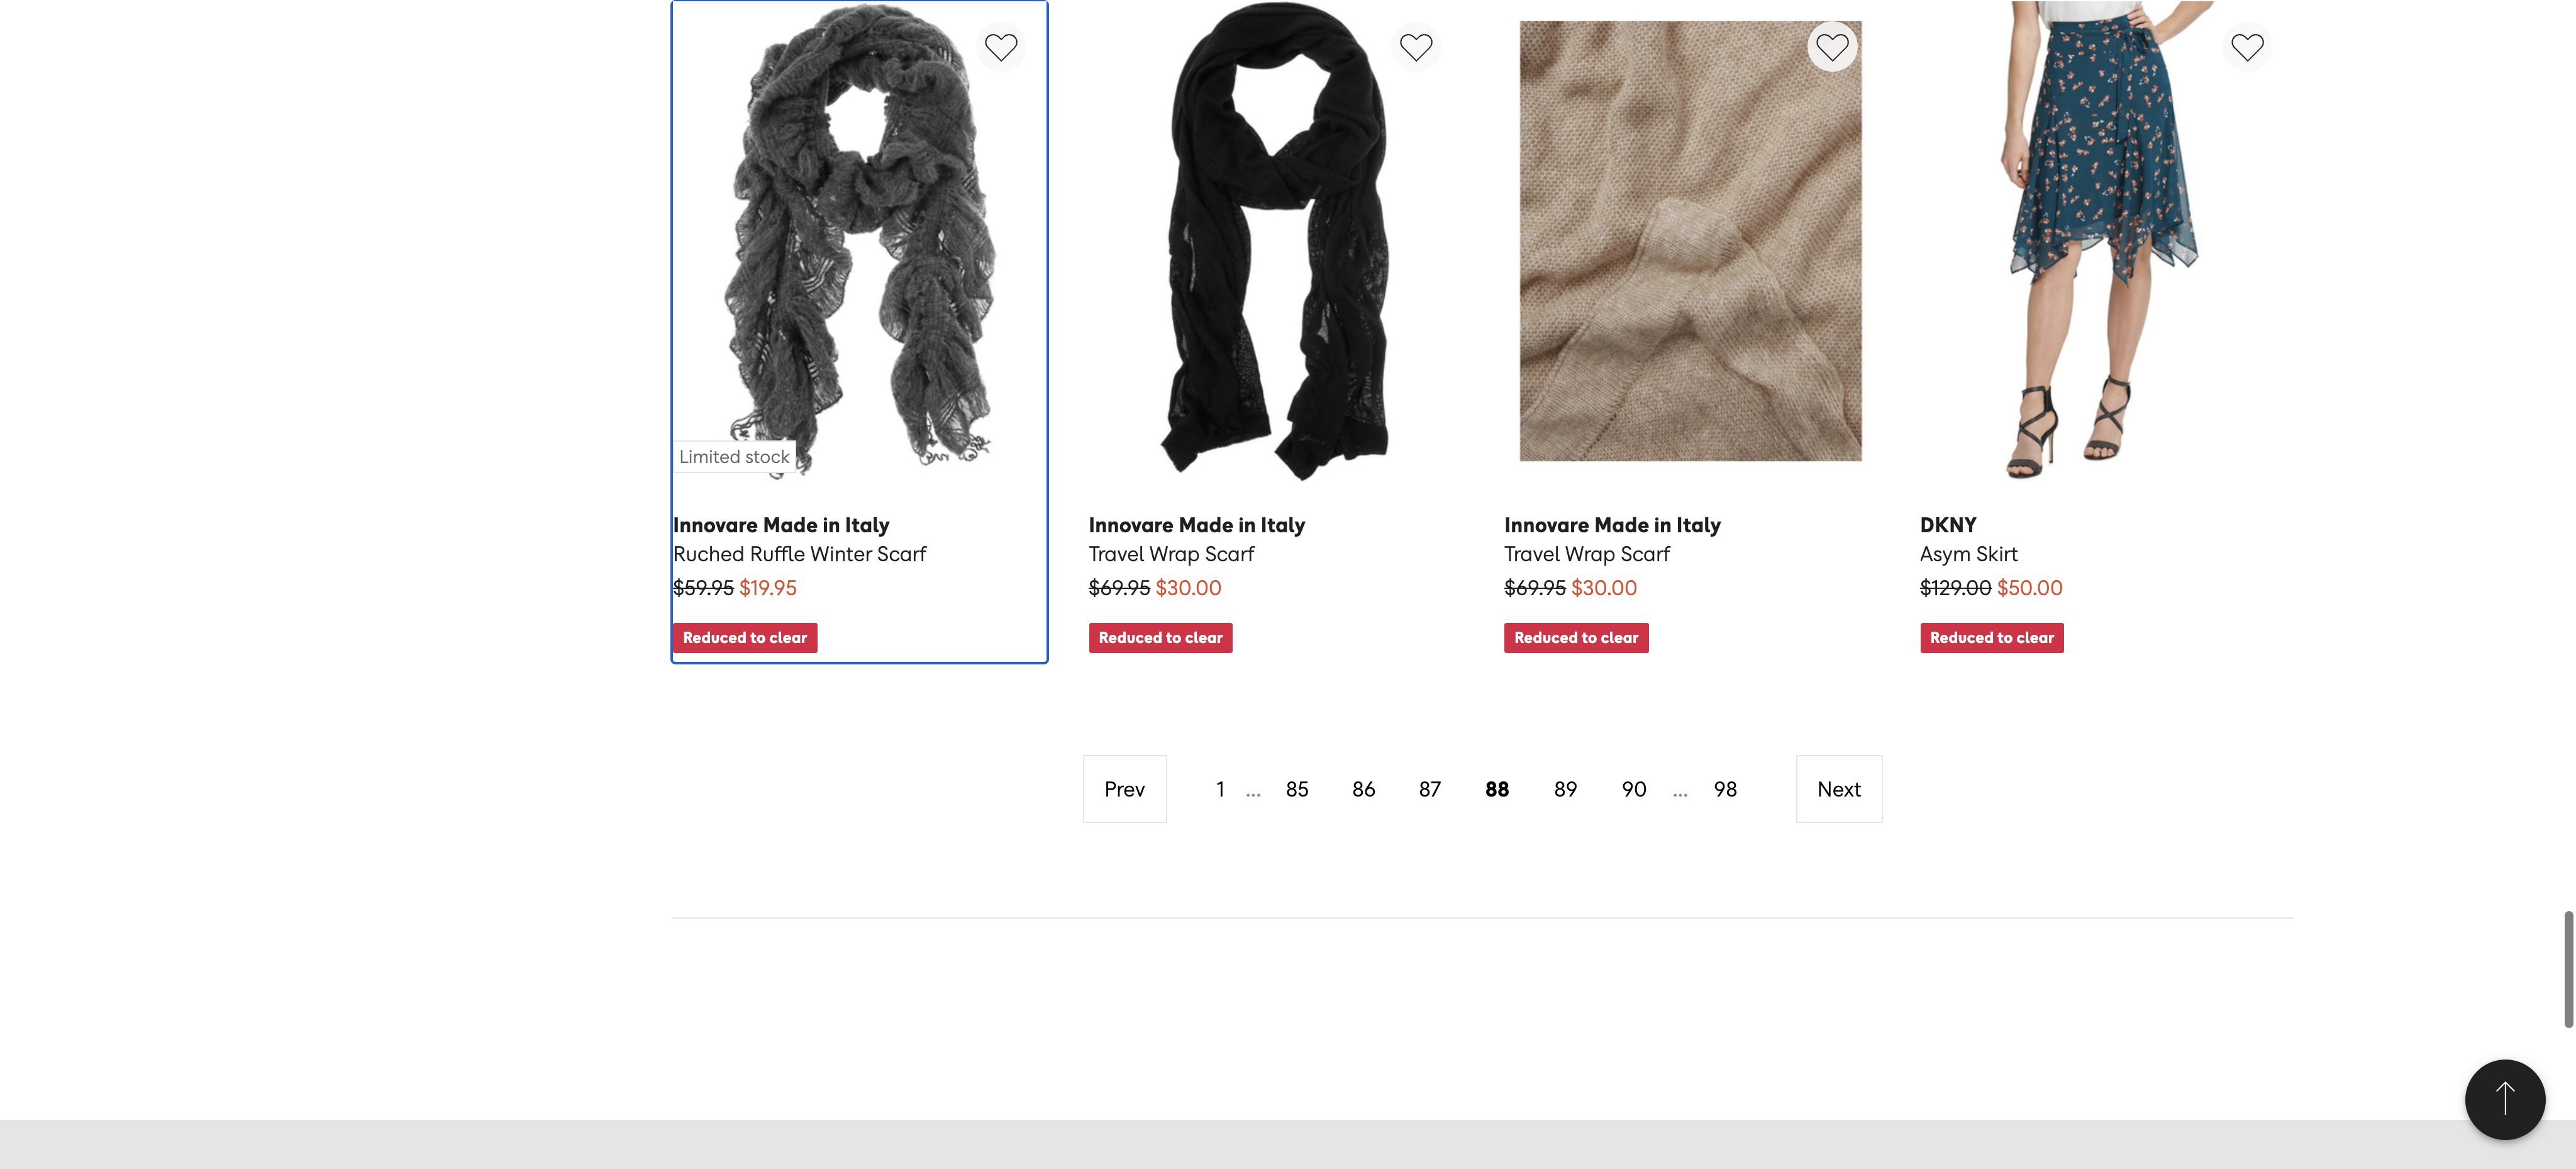 Limited stock
Innovare Made in Italy
Ruched Ruffle Winter Scarf
$59.95 $19.95
Reduced to clear
Innovare Made in Italy
Travel Wrap Scarf
$69.95 $30.00
Reduced to clear
Innovare Made in Italy
Travel Wrap Scarf
$69.95 $30.00
Reduced to clear
DKNY
Asym Skirt
$129.00 $50.00
Reduced to clear
Prev 1 ... 85 86 87 88 89 90 ... 98 Next